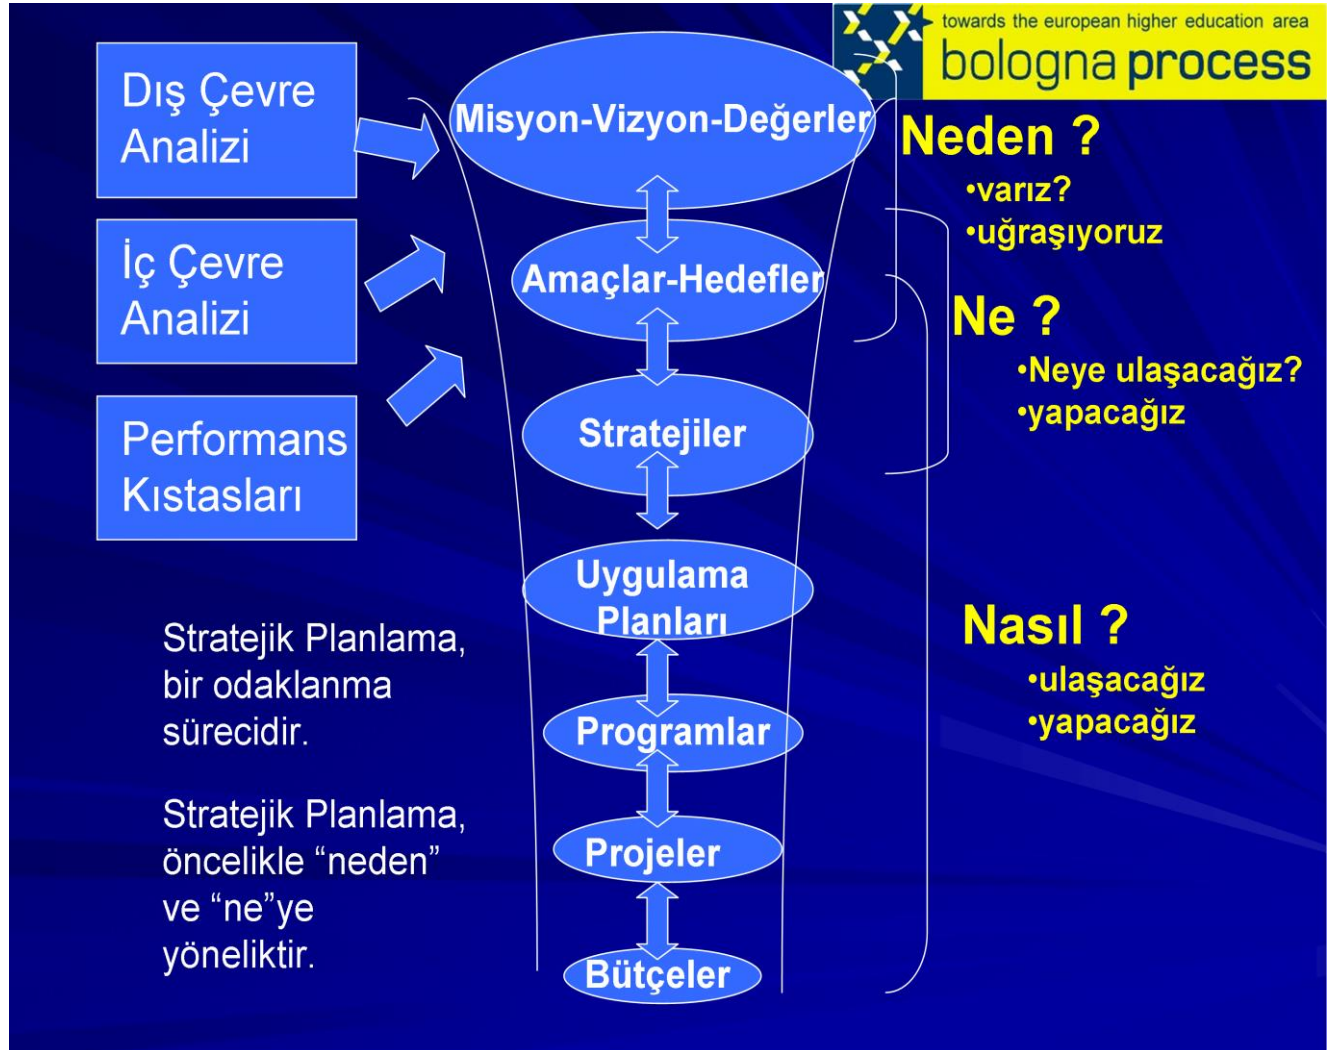 towards the european higher education area
bologna process
Dış Çevre
Analizi
İç Çevre
Analizi
Performans
Kıstasları
Stratejik Planlama,
bir odaklanma
sürecidir.
Stratejik Planlama,
öncelikle “neden”
ve “ne”ye
yöneliktir.
Misyon-Vizyon-Değerler
Amaçlar-Hedefler
Stratejiler
Uygulama
Planları
Programlar
Projeler
Bütçeler
Neden ?
•varız?
•uğraşıyoruz
Ne ?
•Neye ulaşacağız?
•yapacağız
Nasıl ?
•ulaşacağız
•yapacağız